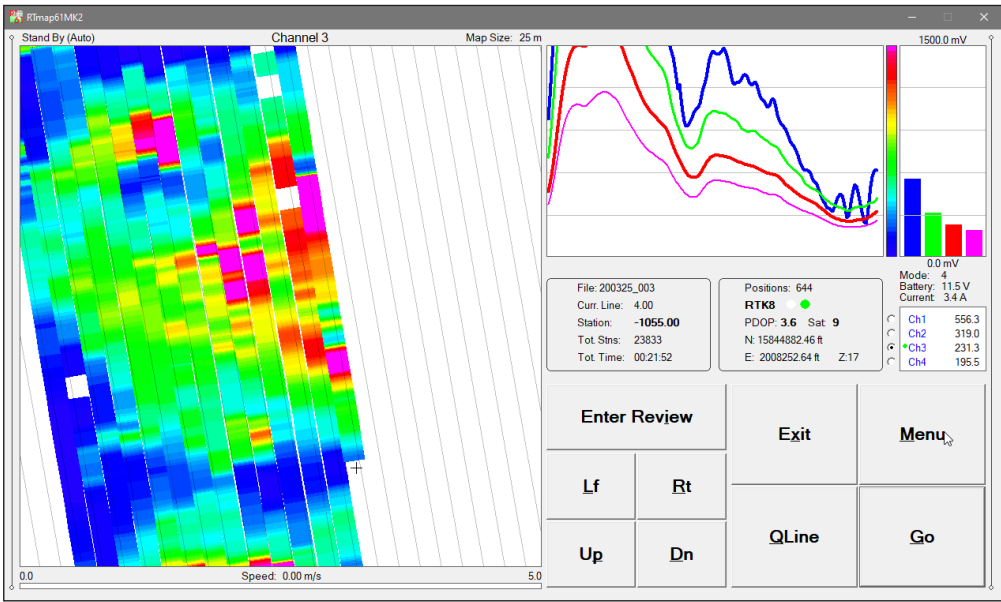 RTmap61MK2
Stand By (Auto)
Channel 3
Map Size: 25 m
1500.0 mV
0.0 mV
Mode: 4
Battery: 11.5 V
Current: 3.4 A
File: 200325_003
Curr. Line: 4.00
Station: -1055.00
Tot. Stns: 23833
Tot. Time: 00:21:52
Positions: 644
RTK8
PDOP: 3.6 Sat: 9
N: 15844882.46 ft
E: 2008252.64 ft Z:17
Ch1 556.3
Ch2 319.0
Ch3 231.3
Ch4 195.5
Enter Review
Exit
Menu
Lf
Rt
QLine
Go
Up
Dn
0.0
Speed: 0.00 m/s
5.0